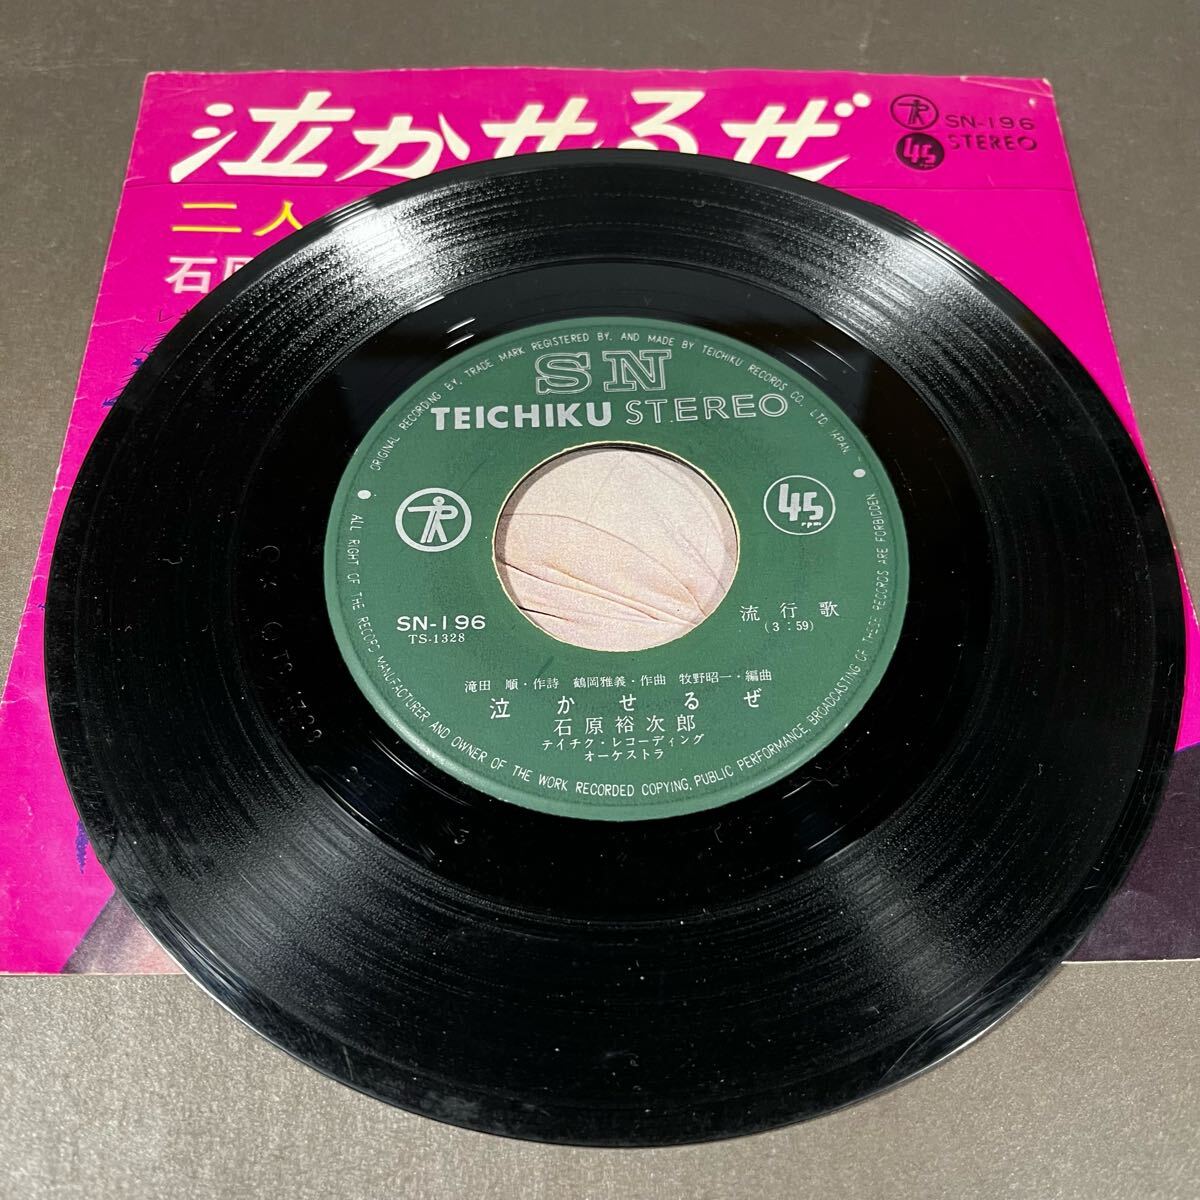 泣かせるぜ
SN-196
45 STEREO
二人
石原
ORIGINAL RECORDING BY, TRADE MARK REGISTERED BY, AND MADE BY TEICHIKU RECORDS CO., LTD. JAPAN.
SN
TEICHIKU STEREO
45
rpm
SN-196
TS-1328
流行歌
(3:59)
滝田 順・作詩 鶴岡雅義・作曲 牧野昭一・編曲
泣かせるぜ
石原裕次郎
テイチク・レコーディング
オーケストラ
ALL RIGHT OF THE RECORD MANUFACTURER AND OWNER OF THE WORK RECORDED COPYING, PUBLIC PERFORMANCE, BROADCASTING OF THESE RECORDS ARE FORBIDDEN